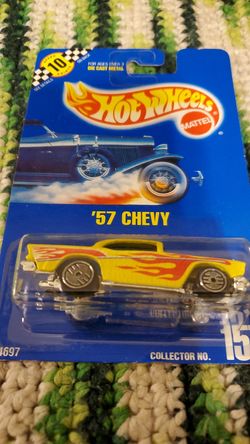 10
FOR AGES OVER 3
DIE CAST METAL
Hot Wheels
MATTEL
'57 CHEVY
4697
COLLECTOR NO.
15